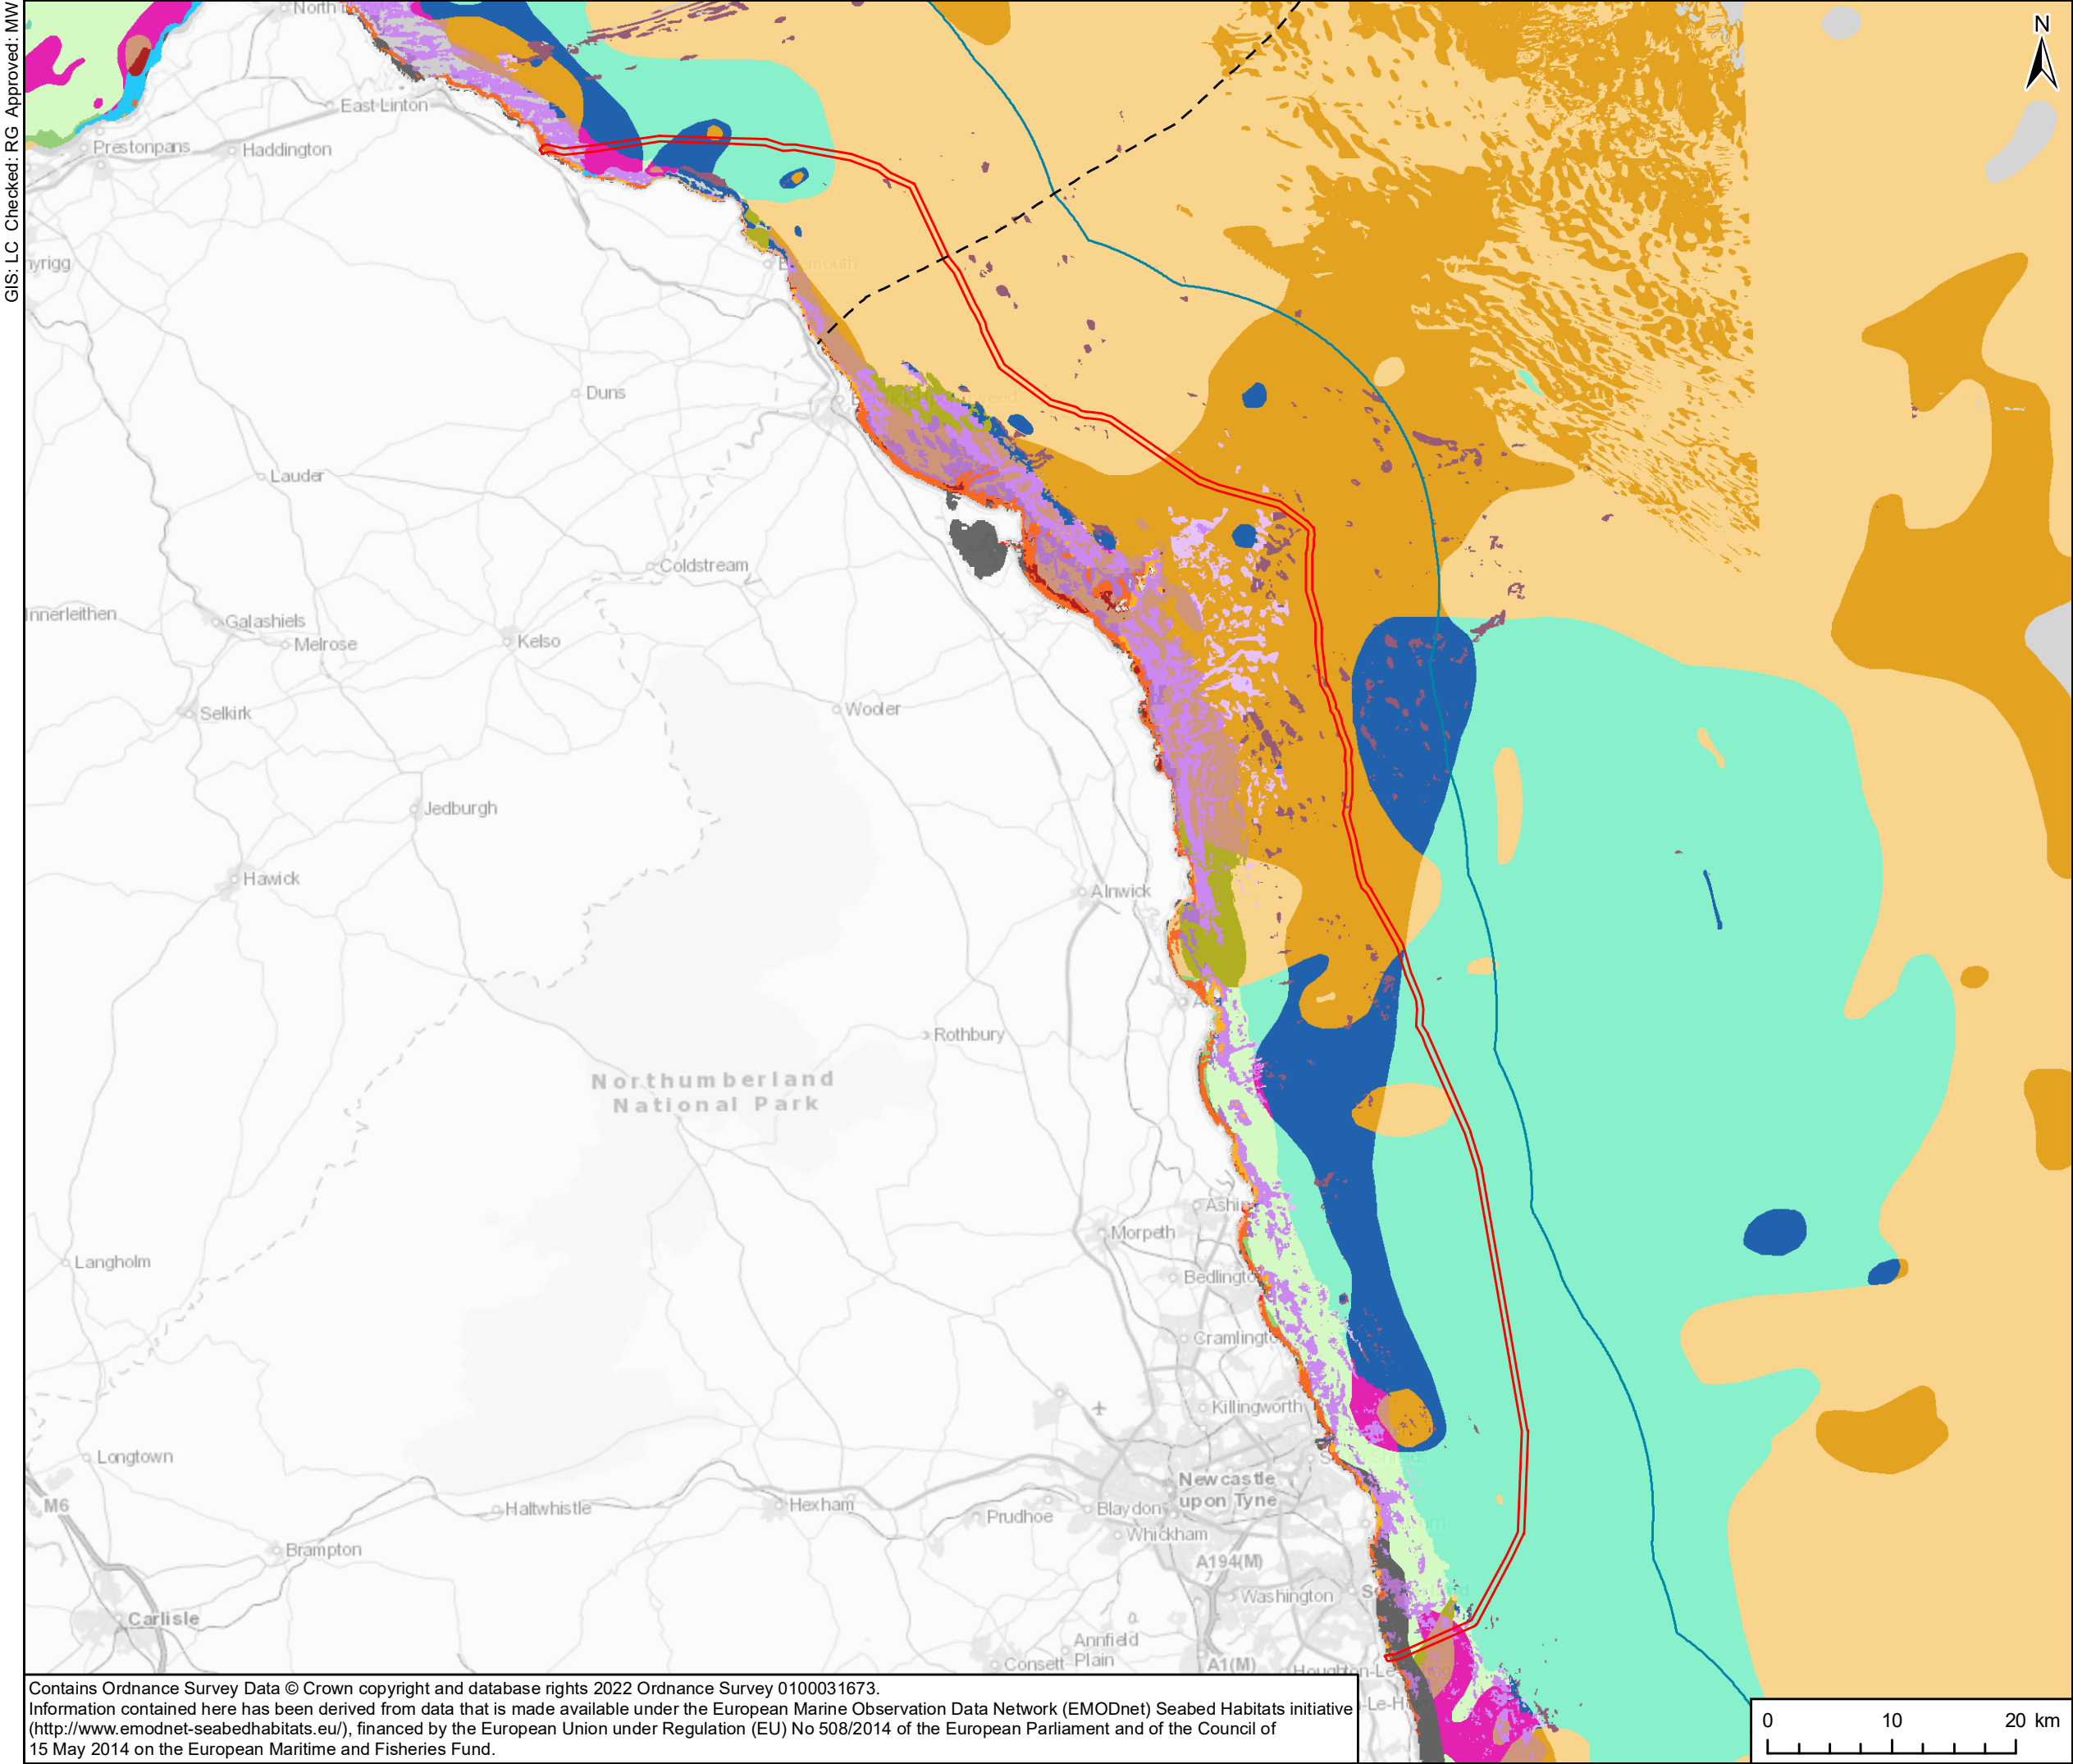 GIS: LC Checked: RG Approved: MW
N
East Linton
Prestonpans
Haddington
hyrigg
Duns
Lauder
Coldstream
Innerleithen
Galashiels
Melrose
Kelso
Selkirk
Wooler
Jedburgh
Hawick
Alnwick
Rothbury
Northumberland
National Park
Morpeth
Langholm
Bedlingto
Cramlingto
Killingworth
Longtown
M6
Haltwhistle
Hexham
Newcastle
upon Tyne
Prudhoe
Blaydon
Whickham
Brampton
A194(M)
Washington
Carlisle
Annfield
Plain
Consett
A1(M)
Houghton-Le-
Contains Ordnance Survey Data © Crown copyright and database rights 2022 Ordnance Survey 0100031673.
Information contained here has been derived from data that is made available under the European Marine Observation Data Network (EMODnet) Seabed Habitats initiative
(http://www.emodnet-seabedhabitats.eu/), financed by the European Union under Regulation (EU) No 508/2014 of the European Parliament and of the Council of
15 May 2014 on the European Maritime and Fisheries Fund.
0 10 20 km